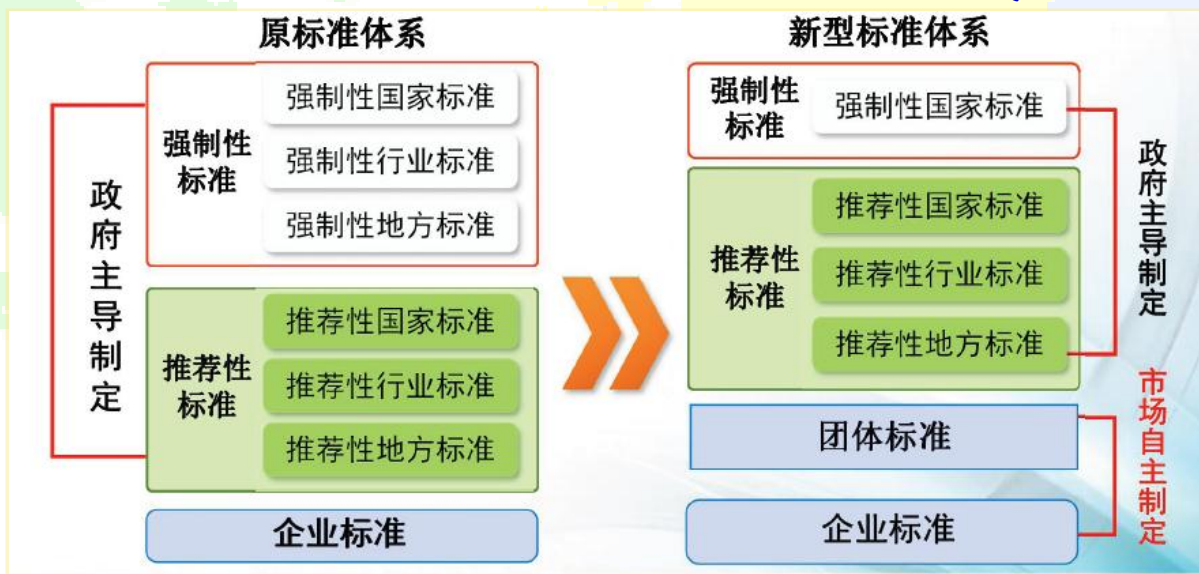 原标准体系
政府主导制定
强制性
标准
强制性国家标准
强制性行业标准
强制性地方标准
推荐性
标准
推荐性国家标准
推荐性行业标准
推荐性地方标准
企业标准
新型标准体系
强制性
标准
强制性国家标准
推荐性
标准
推荐性国家标准
推荐性行业标准
推荐性地方标准
团体标准
企业标准
政府主导制定
市场自主制定